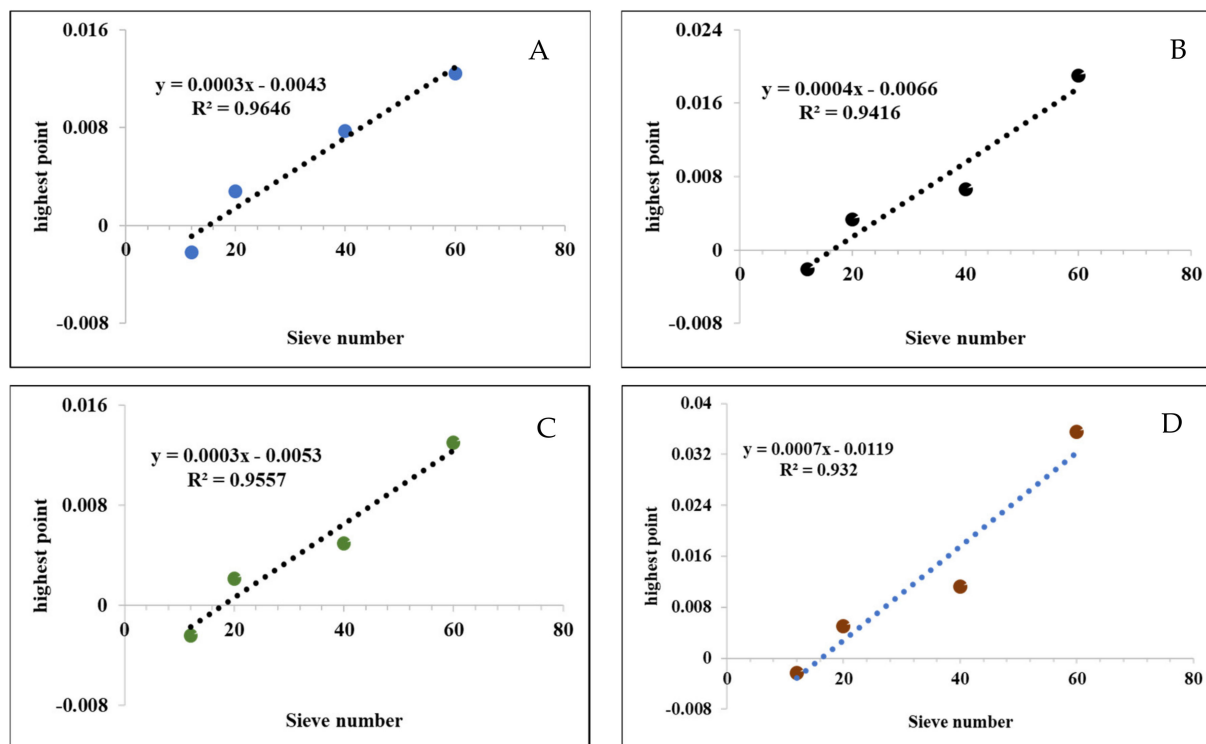 A
0.016
y = 0.0003x - 0.0043
R² = 0.9646
0.008
0
0 20 40 60 80
-0.008
highest point
Sieve number
B
0.024
y = 0.0004x - 0.0066
R² = 0.9416
0.016
0.008
0
0 20 40 60 80
-0.008
highest point
Sieve number
C
0.016
y = 0.0003x - 0.0053
R² = 0.9557
0.008
0
0 20 40 60 80
-0.008
highest point
Sieve number
D
0.04
y = 0.0007x - 0.0119
R² = 0.932
0.032
0.024
0.016
0.008
0
0 20 40 60 80
-0.008
highest point
Sieve number